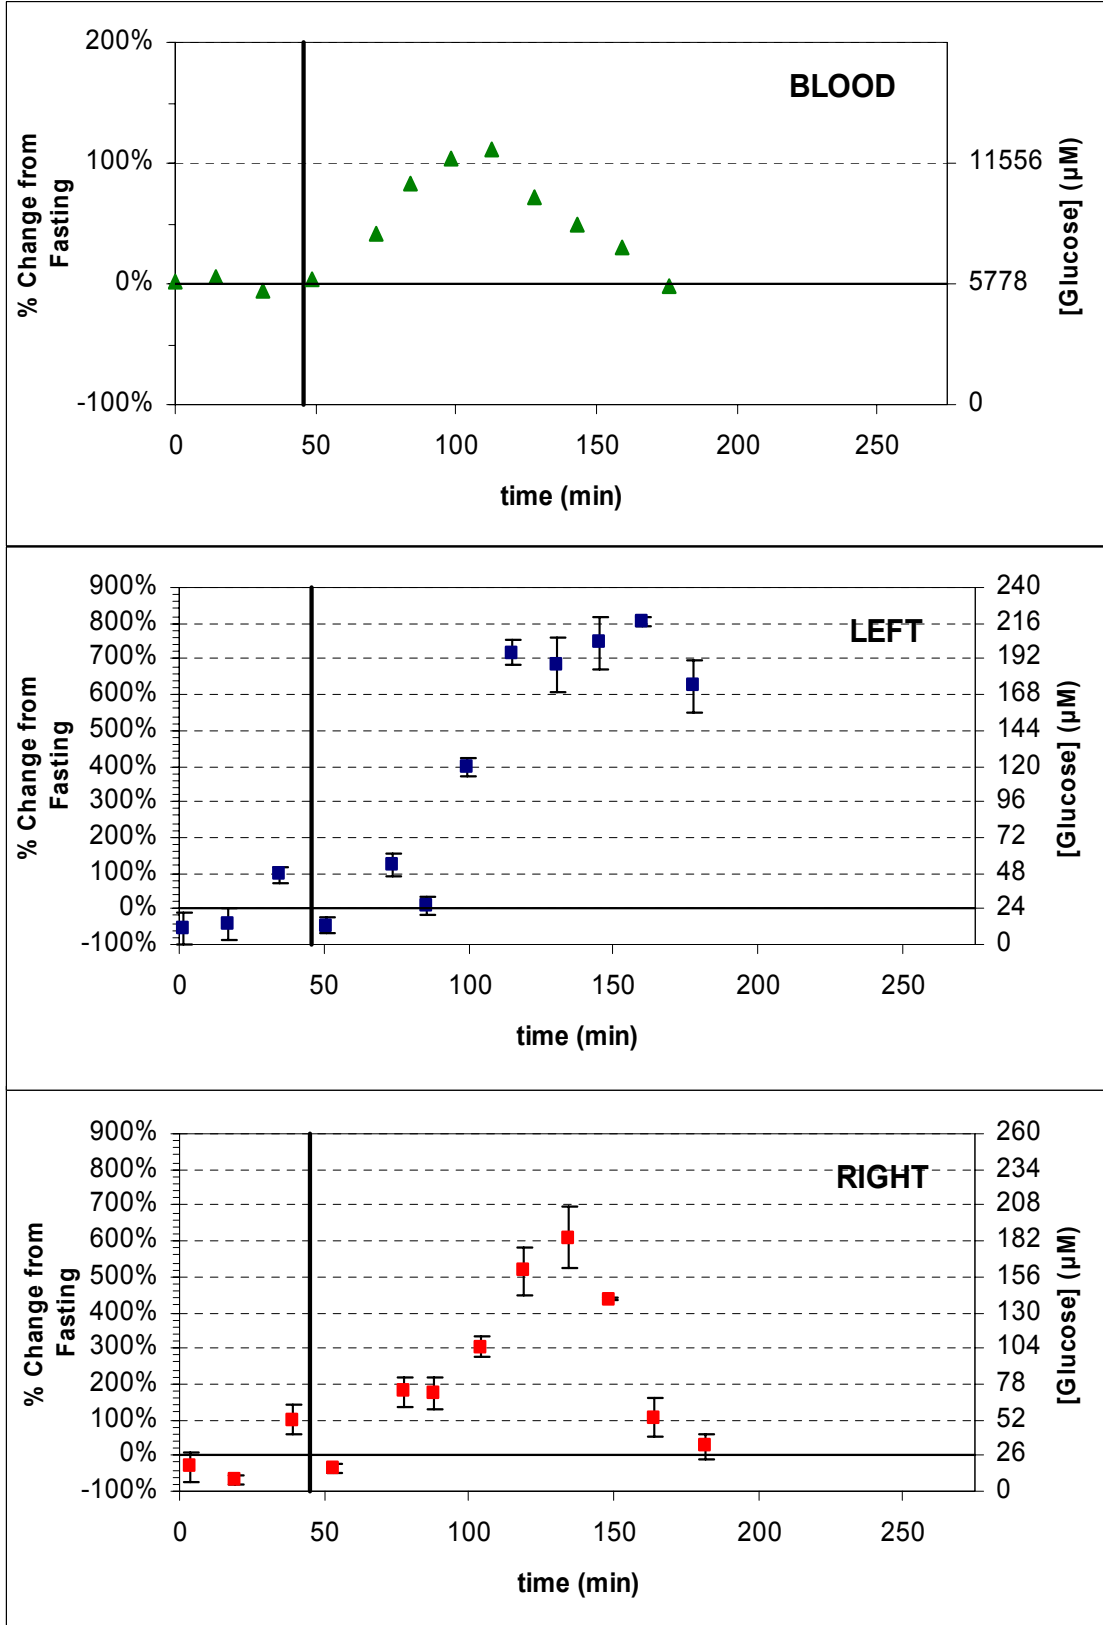 BLOOD
% Change from
Fasting
200%
100%
0%
-100%
11556
5778
0
[Glucose] (µM)
0 50 100 150 200 250
time (min)
LEFT
% Change from
Fasting
900%
800%
700%
600%
500%
400%
300%
200%
100%
0%
-100%
240
216
192
168
144
120
96
72
48
24
0
[Glucose] (µM)
0 50 100 150 200 250
time (min)
RIGHT
% Change from
Fasting
900%
800%
700%
600%
500%
400%
300%
200%
100%
0%
-100%
260
234
208
182
156
130
104
78
52
26
0
[Glucose] (µM)
0 50 100 150 200 250
time (min)